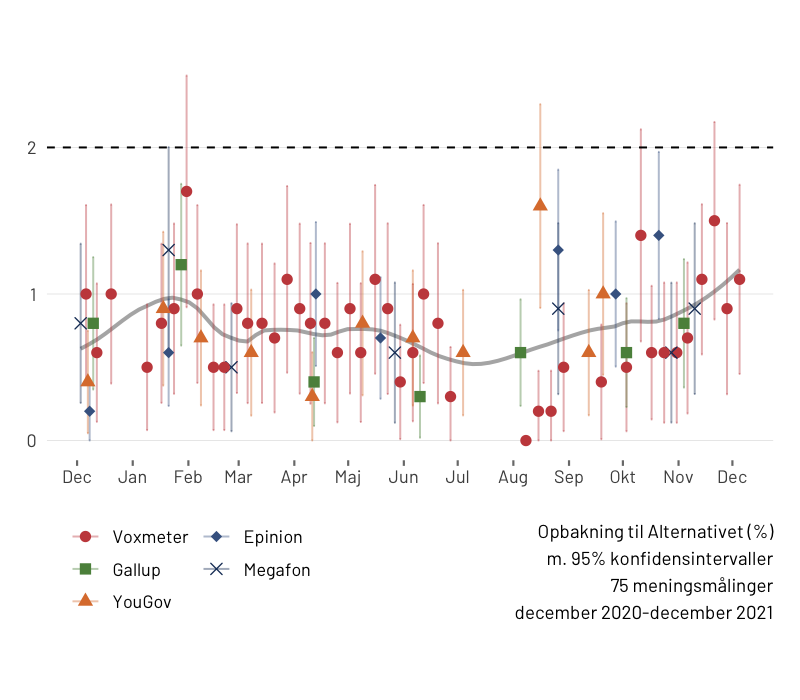 2
1
0
Dec Jan Feb Mar Apr Maj Jun Jul Aug Sep Okt Nov Dec
Voxmeter Epinion
Gallup Megafon
YouGov
Opbakning til Alternativet (%)
m. 95% konfidensintervaller
75 meningsmålinger
december 2020-december 2021